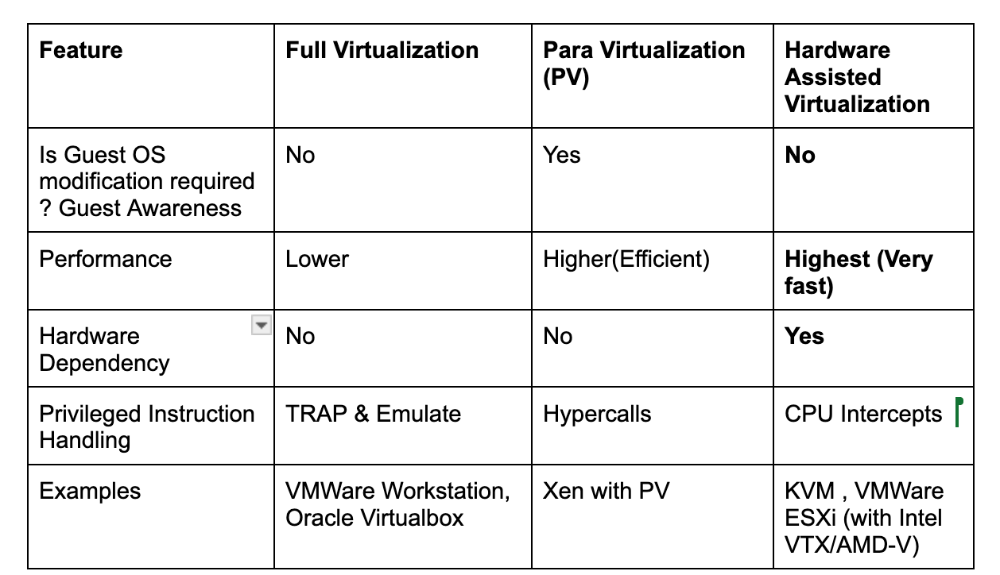 Feature
Full Virtualization
Para Virtualization
(PV)
Hardware
Assisted
Virtualization
Is Guest OS
modification required
? Guest Awareness
No
Yes
No
Performance
Lower
Higher(Efficient)
Highest (Very
fast)
Hardware
Dependency
No
No
Yes
Privileged Instruction
Handling
TRAP & Emulate
Hypercalls
CPU Intercepts
Examples
VMWare Workstation,
Oracle Virtualbox
Xen with PV
KVM , VMWare
ESXi (with Intel
VTX/AMD-V)